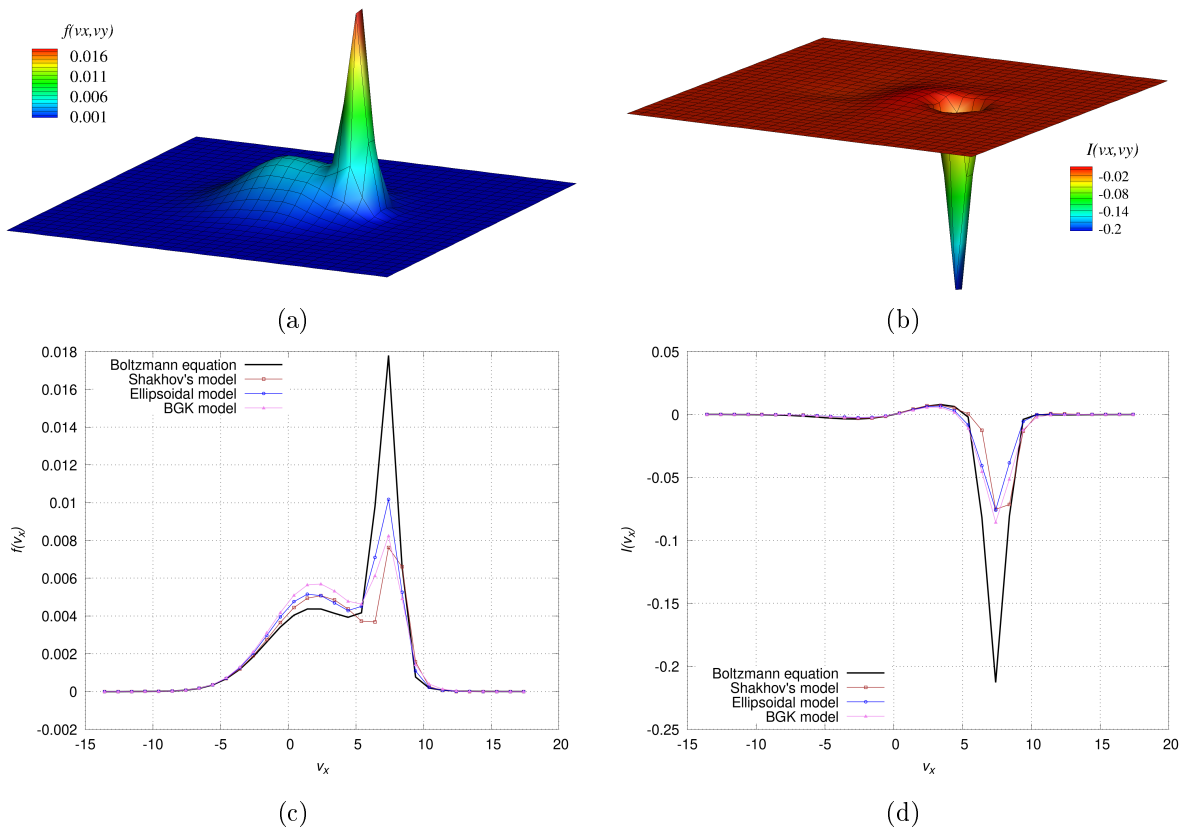 f(vx,vy)
0.016
0.011
0.006
0.001
(a)
I(vx,vy)
-0.02
-0.08
-0.14
-0.2
(b)
0.018
0.016
0.014
0.012
0.01
0.008
0.006
0.004
0.002
0
-0.002
-15
-10
-5
0
5
10
15
20
f(vx)
vx
Boltzmann equation
Shakhov's model
Ellipsoidal model
BGK model
(c)
0.05
0
-0.05
-0.1
-0.15
-0.2
-0.25
-15
-10
-5
0
5
10
15
20
I(vx)
vx
Boltzmann equation
Shakhov's model
Ellipsoidal model
BGK model
(d)